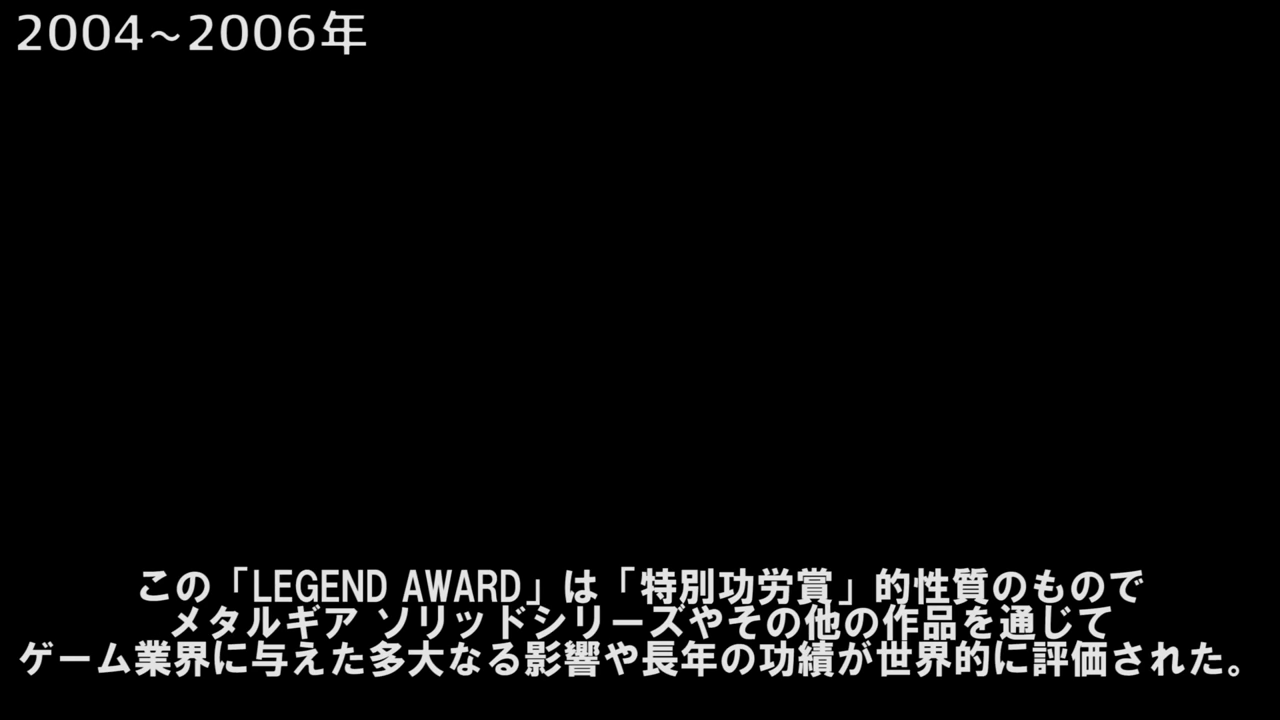 2004~2006年
この「LEGEND AWARD」は「特別功労賞」的性質のもので
メタルギア ソリッドシリーズやその他の作品を通じて
ゲーム業界に与えた多大なる影響や長年の功績が世界的に評価された。